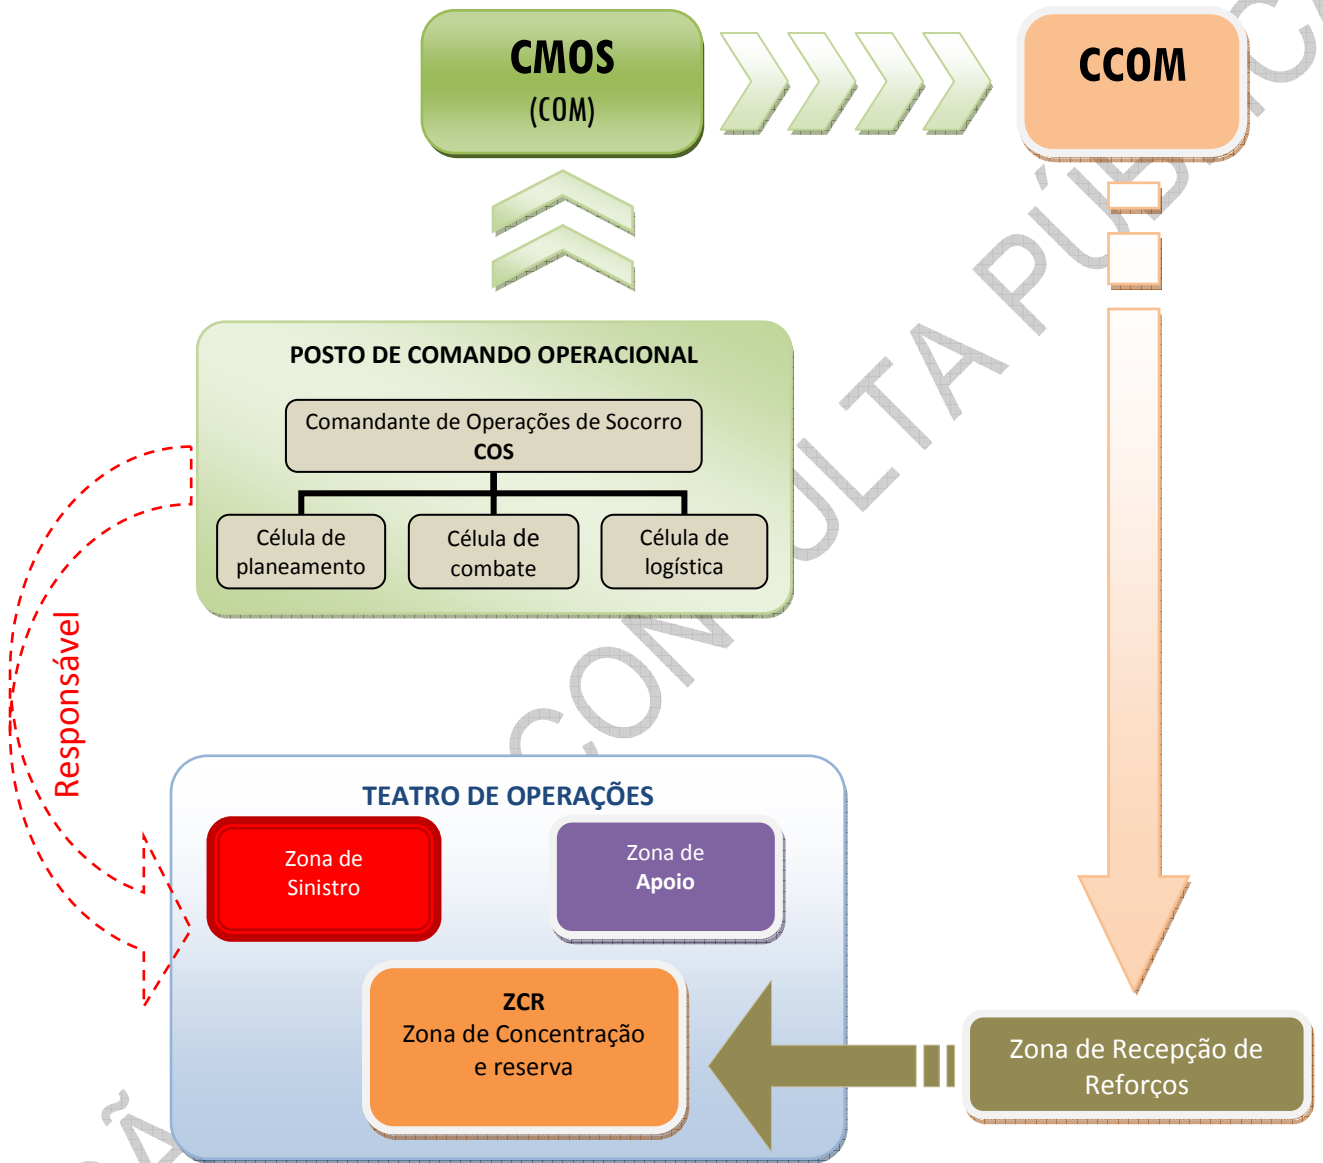 CMOS
(COM)
CCOM
POSTO DE COMANDO OPERACIONAL
Comandante de Operações de Socorro
COS
Célula de
planeamento
Célula de
combate
Célula de
logística
Responsável
TEATRO DE OPERAÇÕES
Zona de
Sinistro
Zona de
Apoio
ZCR
Zona de Concentração
e reserva
Zona de Recepção de
Reforços
PÚBLICA